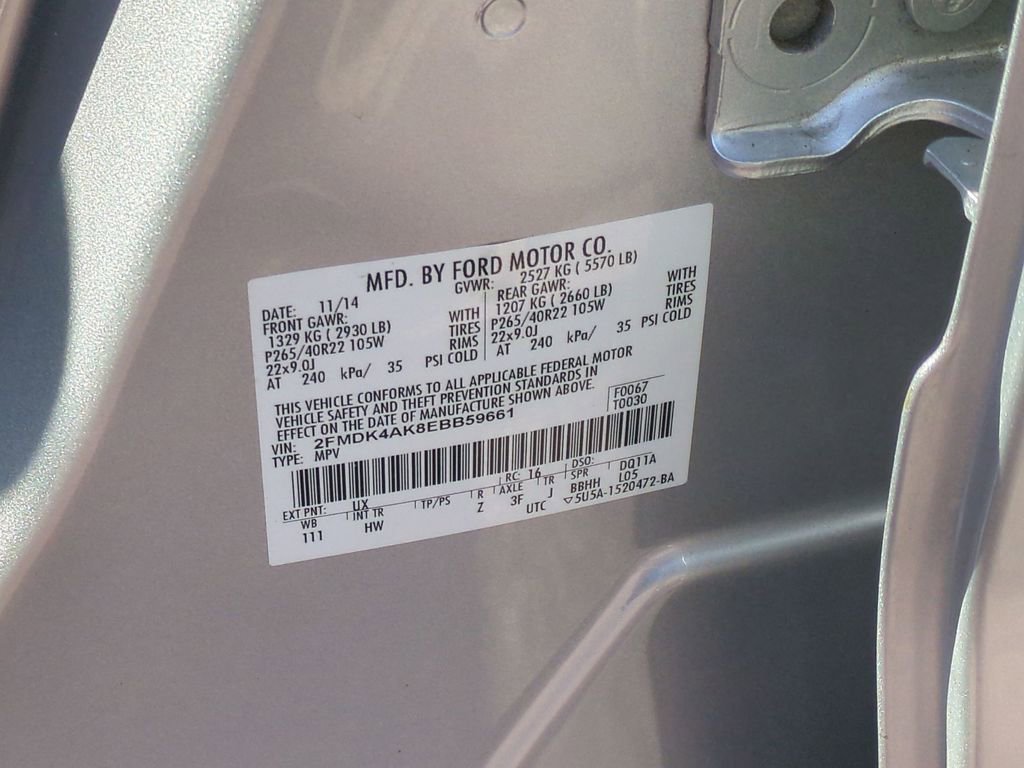 MFD. BY FORD MOTOR CO.
DATE: 11/14 GVWR: 2527 KG ( 5570 LB)
FRONT GAWR: WITH REAR GAWR: WITH
1329 KG ( 2930 LB) TIRES 1207 KG ( 2660 LB) TIRES
P265/40R22 105W RIMS P265/40R22 105W RIMS
22x9.0J 22x9.0J
AT 240 kPa/ 35 PSI COLD AT 240 kPa/ 35 PSI COLD
THIS VEHICLE CONFORMS TO ALL APPLICABLE FEDERAL MOTOR
VEHICLE SAFETY AND THEFT PREVENTION STANDARDS IN
EFFECT ON THE DATE OF MANUFACTURE SHOWN ABOVE.
F0067
T0030
VIN: 2FMDK4AK8EBB59661
TYPE: MPV
EXT PNT: UX RC: 16 DSO: DQ11A
WB INT TR TP/PS R AXLE TR SPR L05
111 HW Z 3F J BBHH
UTC ▽5U5A-1520472-BA